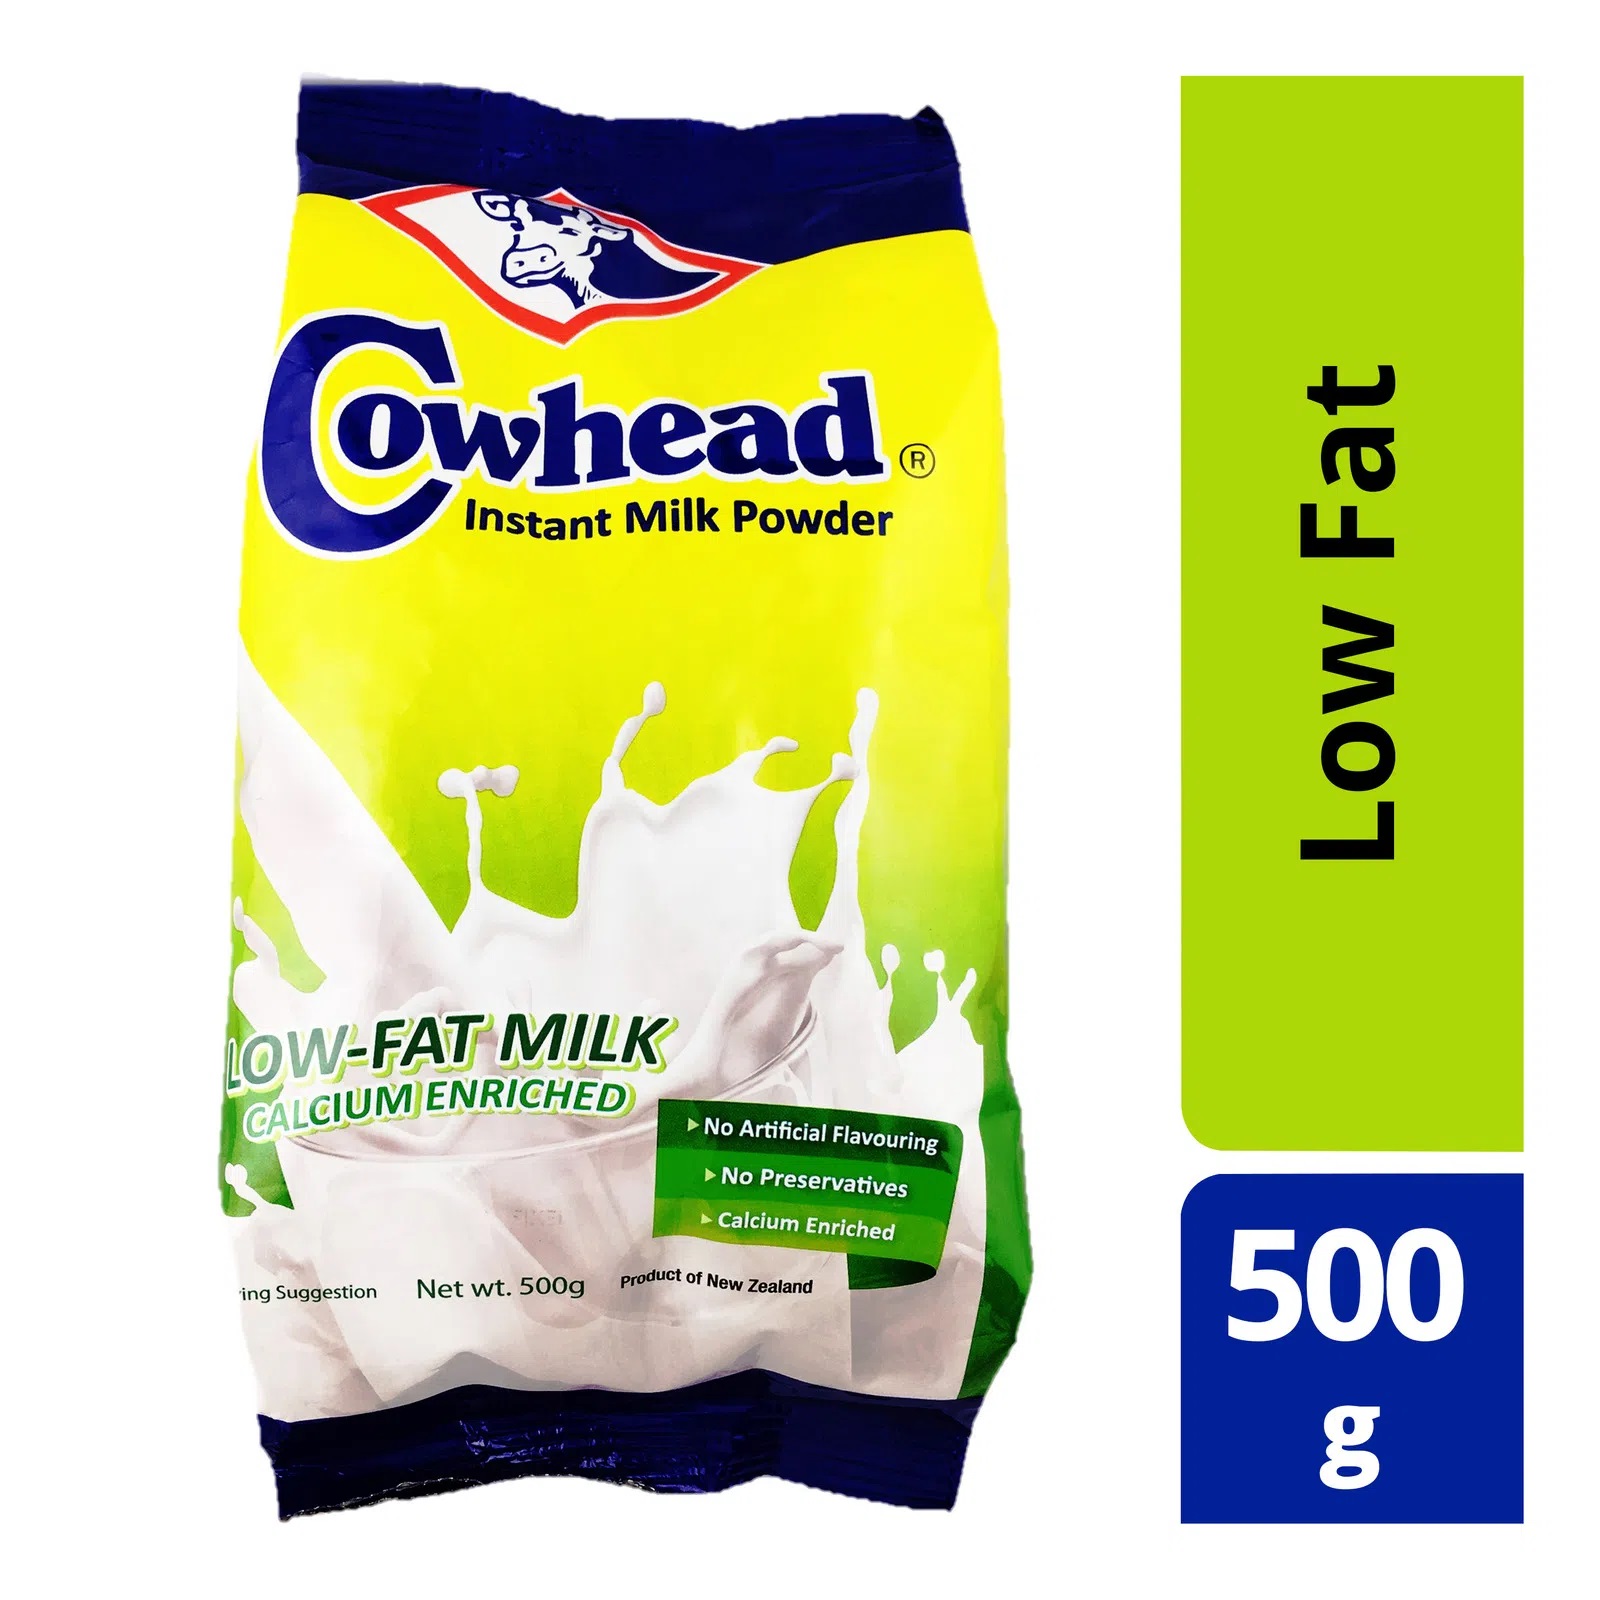 Cowhead ®
Instant Milk Powder
LOW-FAT MILK
CALCIUM ENRICHED
No Artificial Flavouring
No Preservatives
Calcium Enriched
Suggestion
Net wt. 500g
Product of New Zealand
Low Fat
500
g